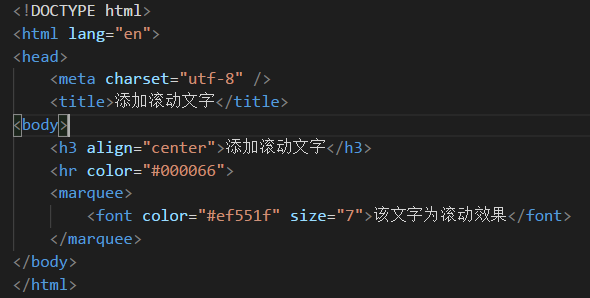 <!DOCTYPE html>
<html lang="en">
<head>
    <meta charset="utf-8" />
    <title>添加滚动文字</title>
<body>
    <h3 align="center">添加滚动文字</h3>
    <hr color="#000066">
    <marquee>
        <font color="#ef551f" size="7">该文字为滚动效果</font>
    </marquee>
</body>
</html>